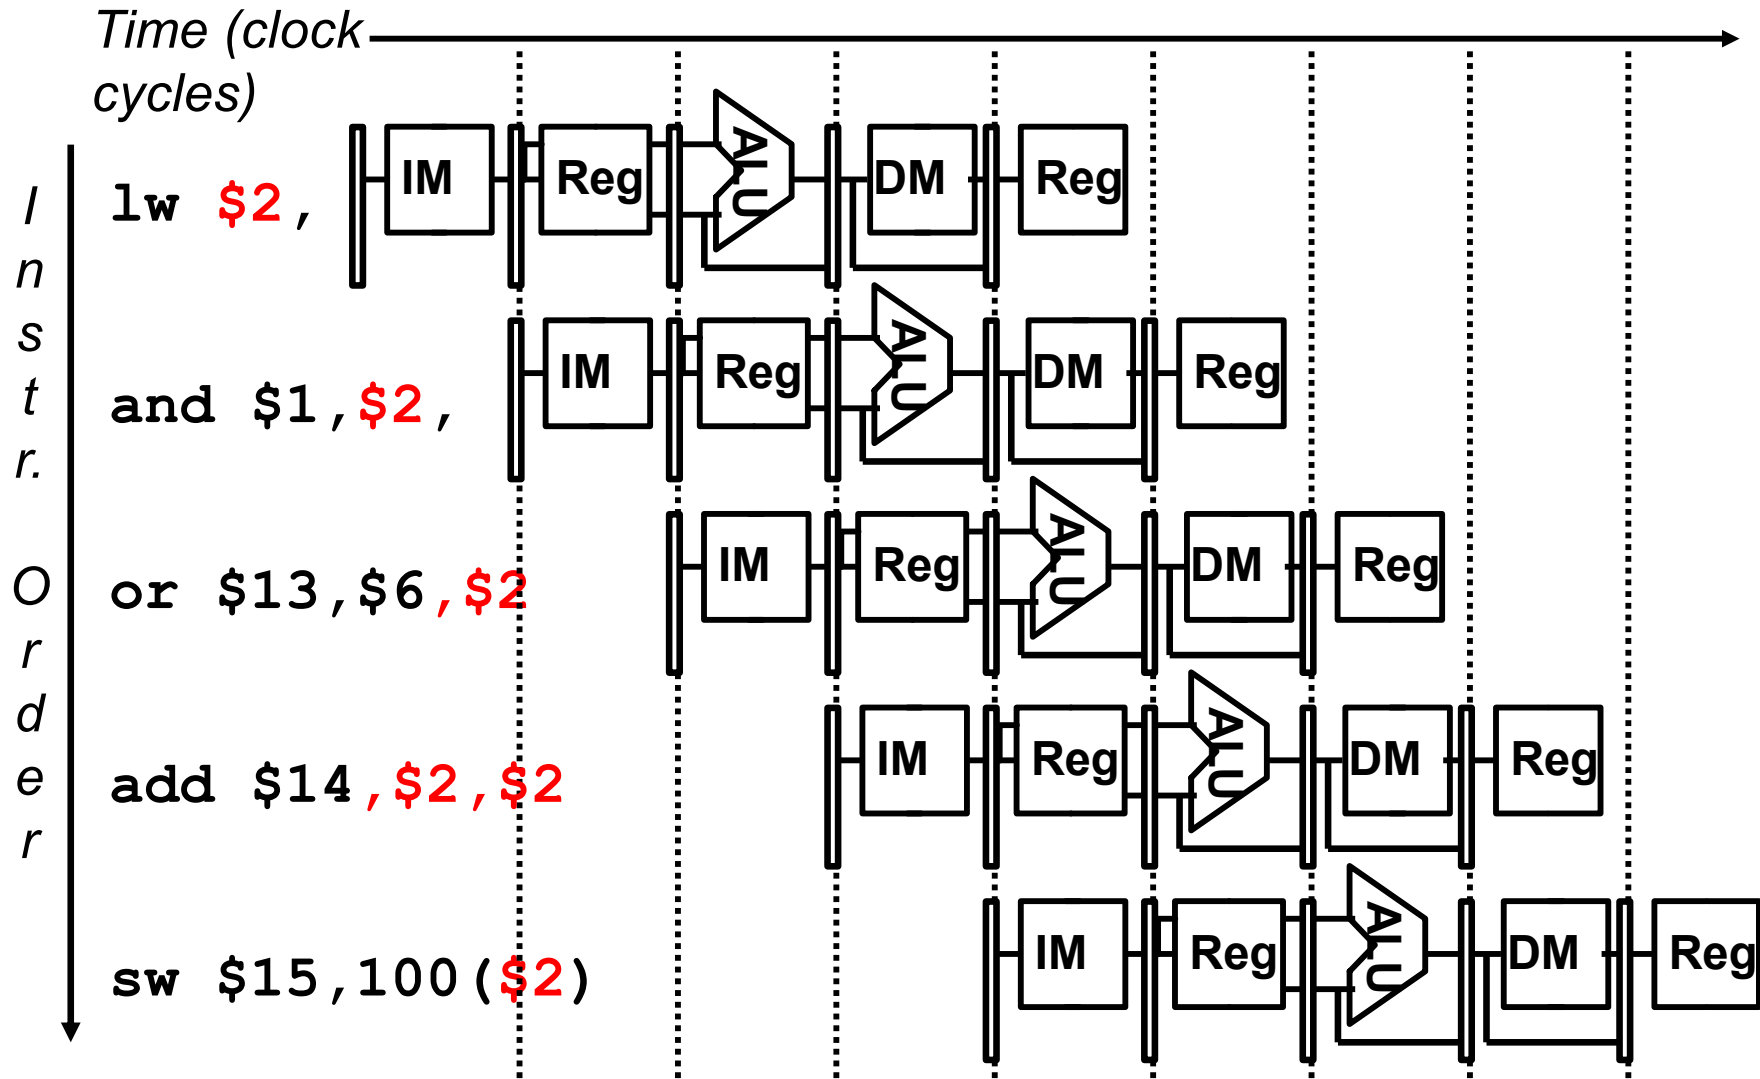 Time (clock
cycles)
Instr. Order
lw $2,
IM Reg ALU DM Reg
and $1,$2,
IM Reg ALU DM Reg
or $13,$6,$2
IM Reg ALU DM Reg
add $14,$2,$2
IM Reg ALU DM Reg
sw $15,100($2)
IM Reg ALU DM Reg